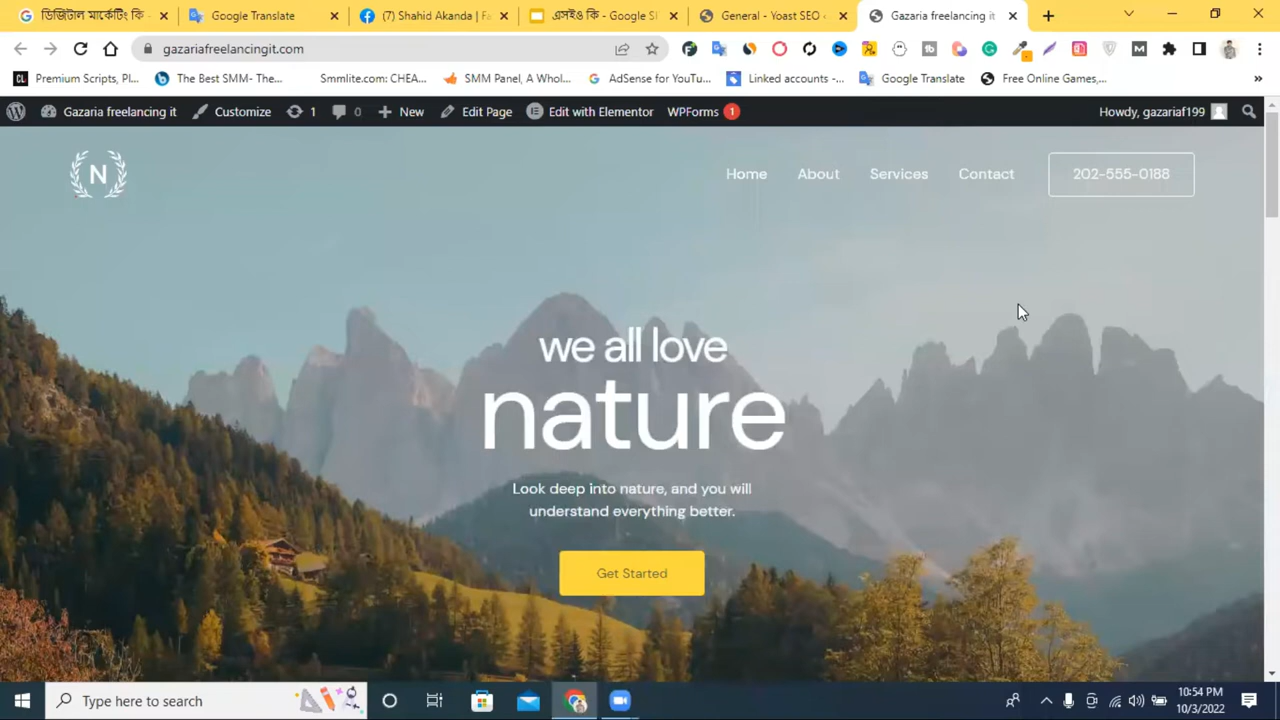 ডিজিটাল মার্কেটিং কি -
Google Translate
(7) Shahid Akanda | Fa
এসইও কি - Google Sl
General - Yoast SEO ‹
Gazaria freelancing it
gazariafreelancingit.com
Premium Scripts, Pl...
The Best SMM- The...
Smmlite.com: CHEA...
SMM Panel, A Whol...
AdSense for YouTu...
Linked accounts -...
Google Translate
Free Online Games,...
Gazaria freelancing it
Customize
1
0
New
Edit Page
Edit with Elementor
WPForms 1
Howdy, gazariaf199
N
Home
About
Services
Contact
202-555-0188
we all love
nature
Look deep into nature, and you will
understand everything better.
Get Started
Type here to search
10:54 PM
10/3/2022